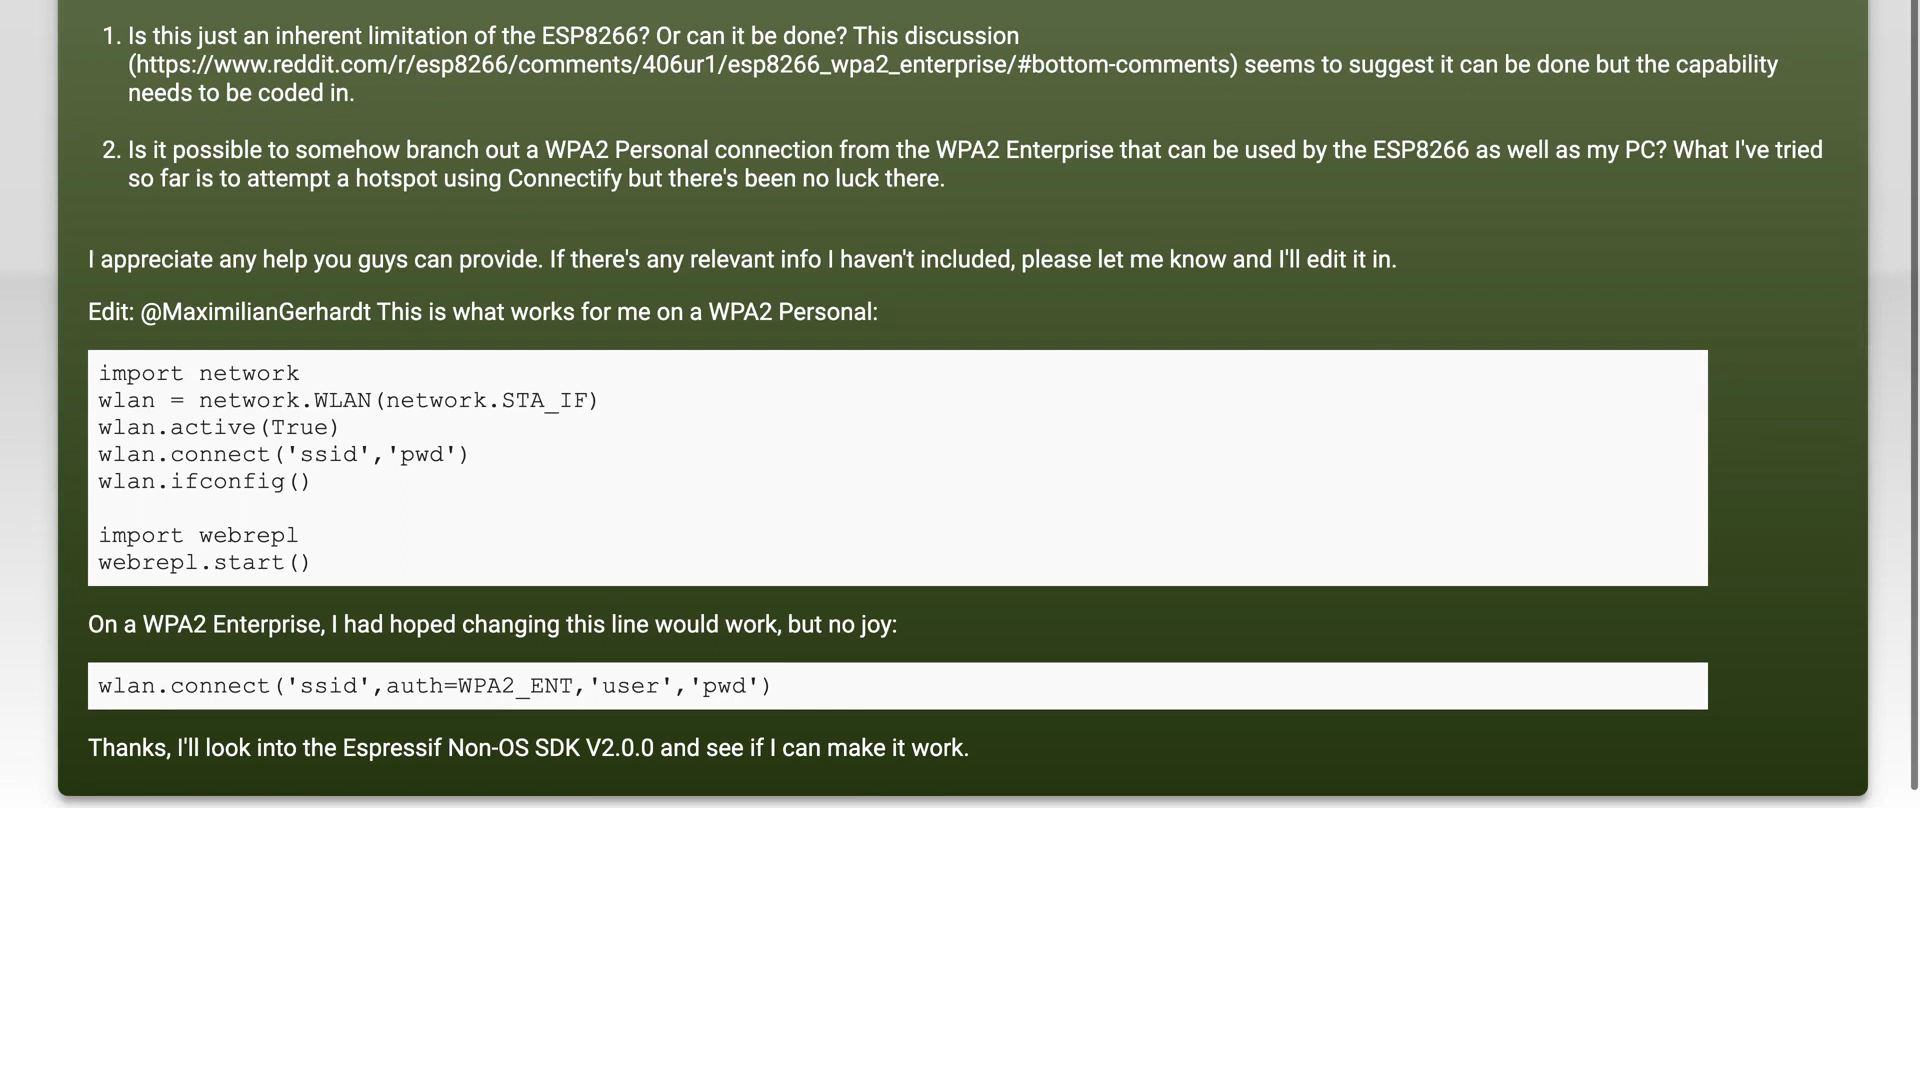 1. Is this just an inherent limitation of the ESP8266? Or can it be done? This discussion
(https://www.reddit.com/r/esp8266/comments/406ur1/esp8266_wpa2_enterprise/#bottom-comments) seems to suggest it can be done but the capability
needs to be coded in.
2. Is it possible to somehow branch out a WPA2 Personal connection from the WPA2 Enterprise that can be used by the ESP8266 as well as my PC? What I've tried
so far is to attempt a hotspot using Connectify but there's been no luck there.
I appreciate any help you guys can provide. If there's any relevant info I haven't included, please let me know and I'll edit it in.
Edit: @MaximilianGerhardt This is what works for me on a WPA2 Personal:
import network
wlan = network.WLAN(network.STA_IF)
wlan.active(True)
wlan.connect('ssid','pwd')
wlan.ifconfig()
import webrepl
webrepl.start()
On a WPA2 Enterprise, I had hoped changing this line would work, but no joy:
wlan.connect('ssid',auth=WPA2_ENT,'user','pwd')
Thanks, I'll look into the Espressif Non-OS SDK V2.0.0 and see if I can make it work.